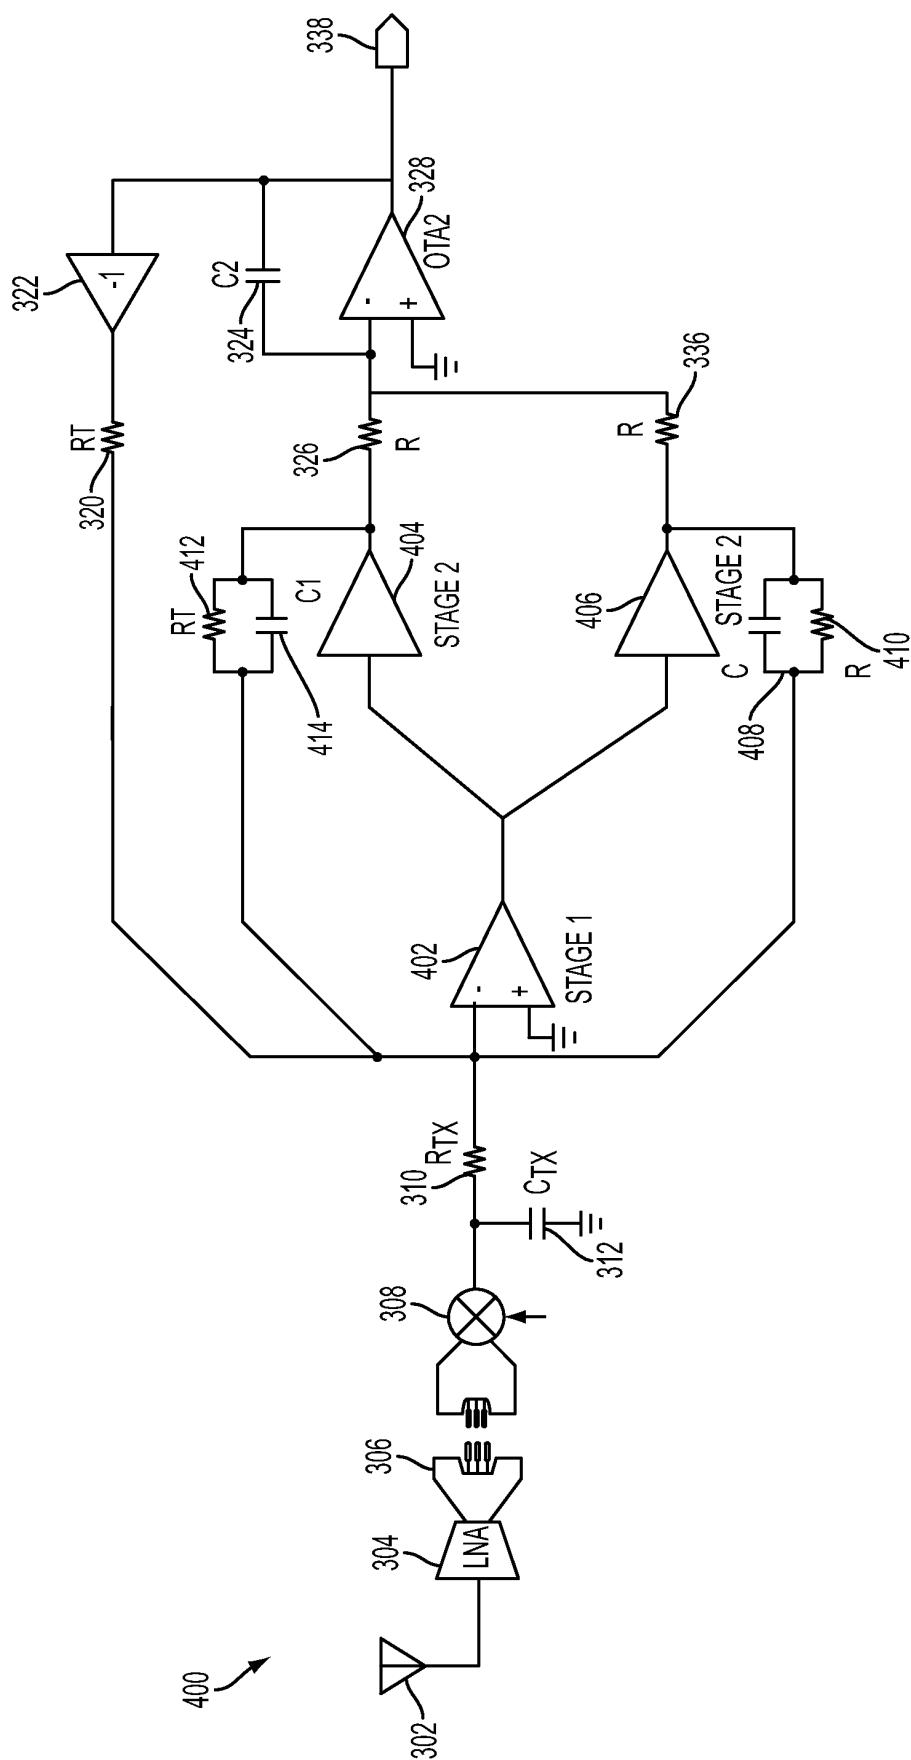 400
302
304
LNA
306
308
310
RTX
CTX
312
402
-
+
STAGE 1
322
-1
RT
320
RT
412
C1
414
404
STAGE 2
406
STAGE 2
C
408
R
410
326
R
R
336
C2
324
-
+
OTA2
328
338